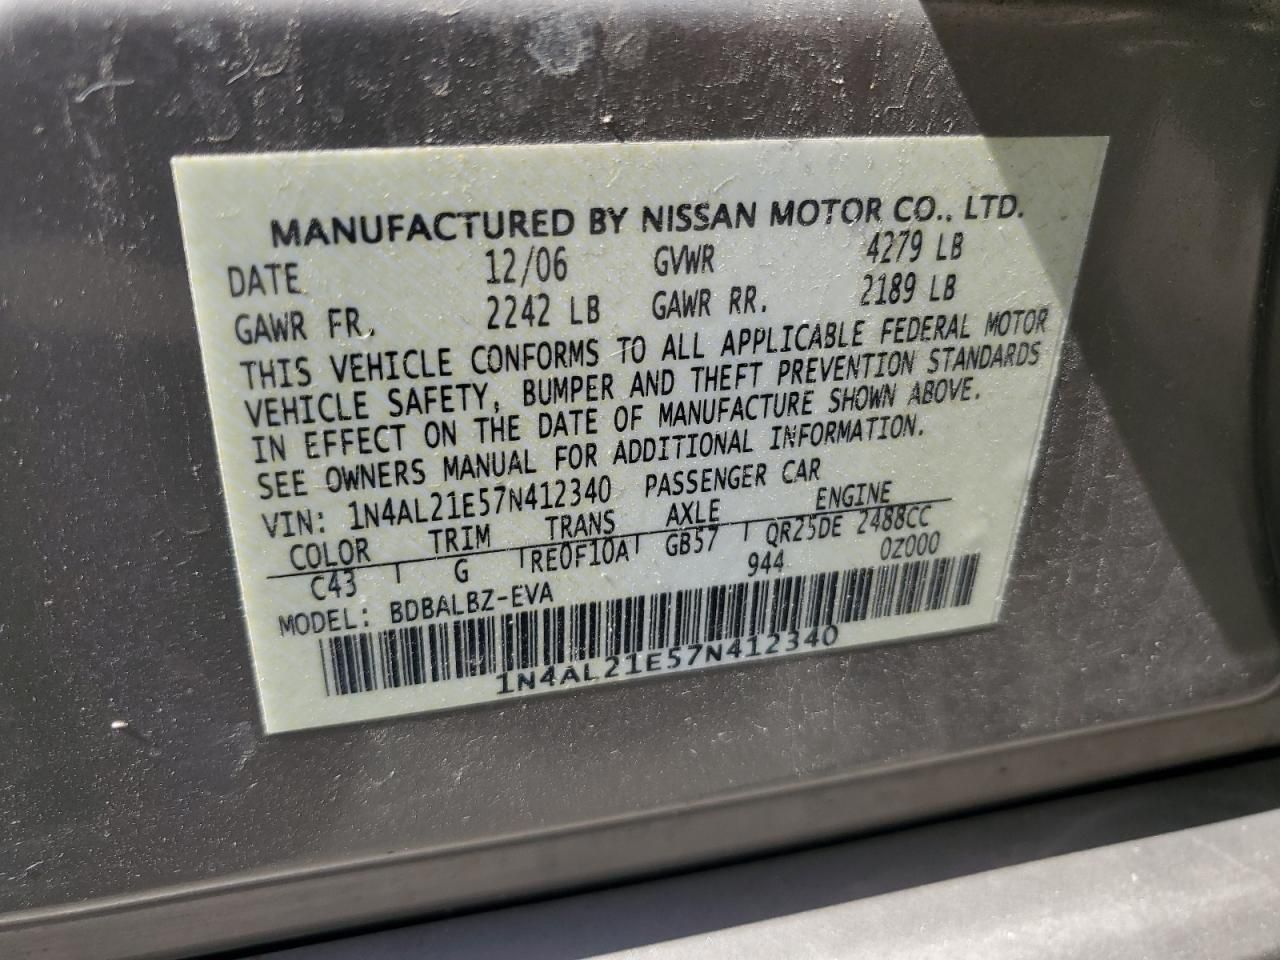 MANUFACTURED BY NISSAN MOTOR CO., LTD.
DATE 12/06 GVWR 4279 LB
GAWR FR. 2242 LB GAWR RR. 2189 LB
THIS VEHICLE CONFORMS TO ALL APPLICABLE FEDERAL MOTOR
VEHICLE SAFETY, BUMPER AND THEFT PREVENTION STANDARDS
IN EFFECT ON THE DATE OF MANUFACTURE SHOWN ABOVE.
SEE OWNERS MANUAL FOR ADDITIONAL INFORMATION.
VIN: 1N4AL21E57N412340 PASSENGER CAR
COLOR TRIM TRANS AXLE ENGINE
C43 G RE0F10A GB57 QR25DE 2488CC
MODEL: BDBALBZ-EVA 944 0Z000
1N4AL21E57N412340